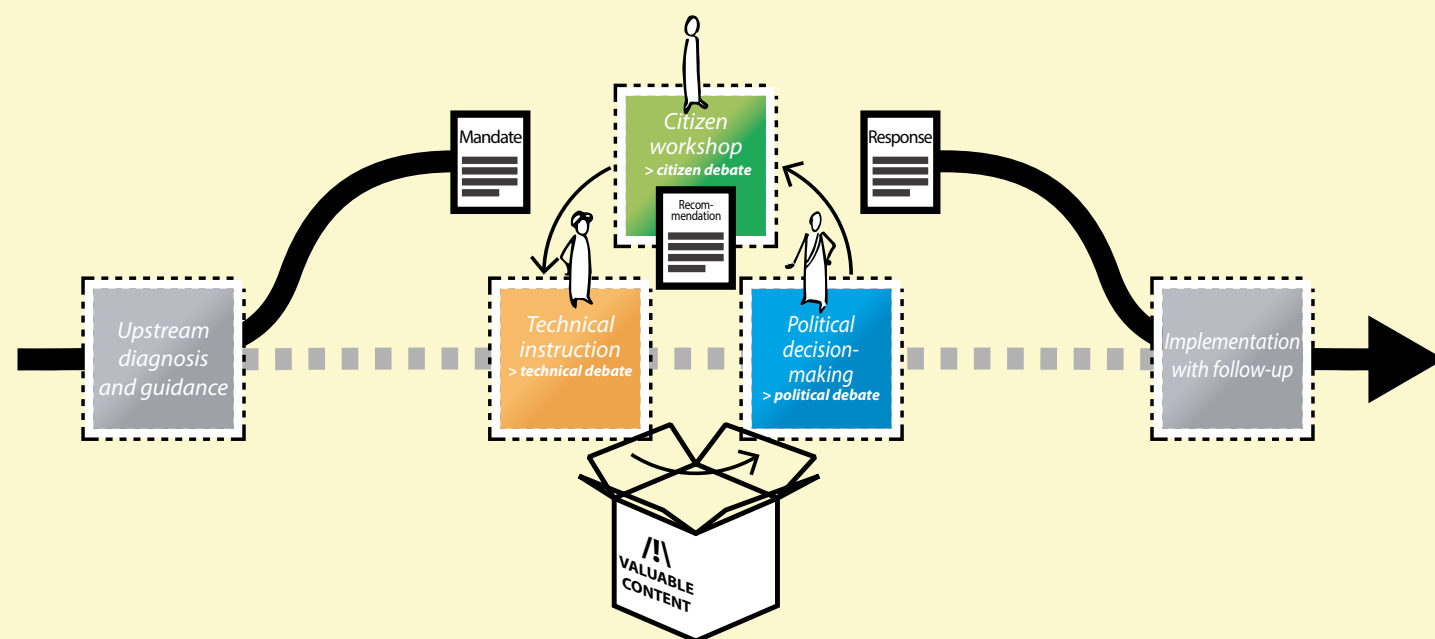 Mandate
Citizen
workshop
> citizen debate
Response
Recom-
mendation
Upstream
diagnosis
and guidance
Technical
instruction
> technical debate
Political
decision-
making
> political debate
Implementation
with follow-up
/!\
VALUABLE
CONTENT